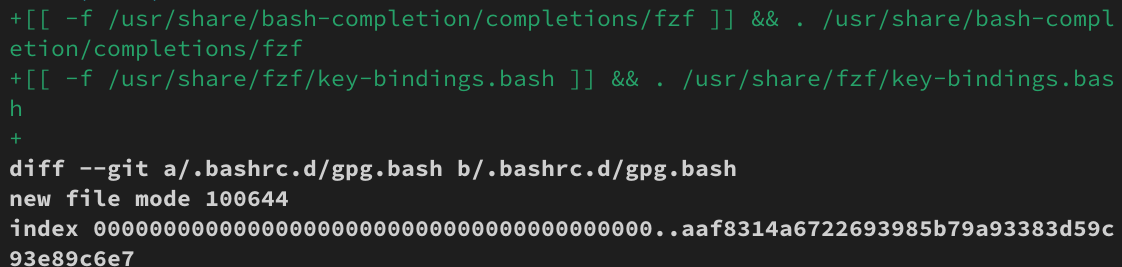 +[[ -f /usr/share/bash-completion/completions/fzf ]] && . /usr/share/bash-compl
etion/completions/fzf
+[[ -f /usr/share/fzf/key-bindings.bash ]] && . /usr/share/fzf/key-bindings.bas
h
+
diff --git a/.bashrc.d/gpg.bash b/.bashrc.d/gpg.bash
new file mode 100644
index 0000000000000000000000000000000000000000..aaf8314a6722693985b79a93383d59c
93e89c6e7